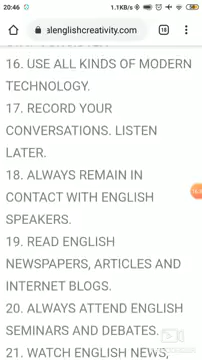 20:46
1.1KB/s
alenglishcreativity.com
18
16. USE ALL KINDS OF MODERN
TECHNOLOGY.
17. RECORD YOUR
CONVERSATIONS. LISTEN
LATER.
18. ALWAYS REMAIN IN
CONTACT WITH ENGLISH
SPEAKERS.
19. READ ENGLISH
NEWSPAPERS, ARTICLES AND
INTERNET BLOGS.
20. ALWAYS ATTEND ENGLISH
SEMINARS AND DEBATES.
21. WATCH ENGLISH NEWS,